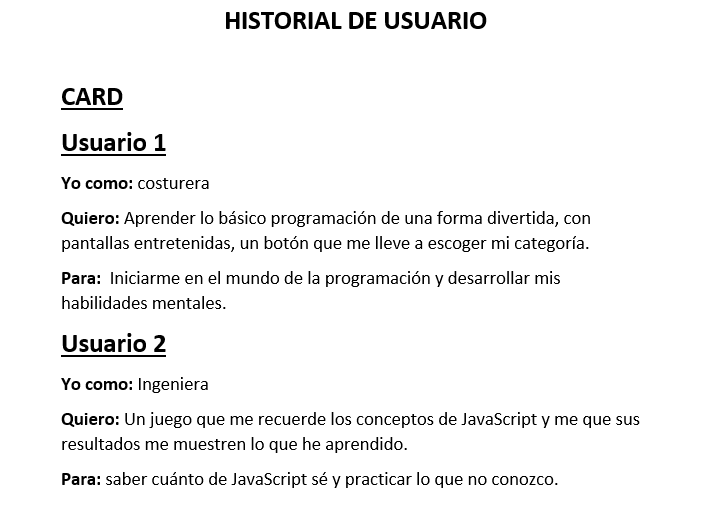 HISTORIAL DE USUARIO
CARD
Usuario 1
Yo como: costurera
Quiero: Aprender lo básico programación de una forma divertida, con
pantallas entretenidas, un botón que me lleve a escoger mi categoría.
Para:  Iniciarme en el mundo de la programación y desarrollar mis
habilidades mentales.
Usuario 2
Yo como: Ingeniera
Quiero: Un juego que me recuerde los conceptos de JavaScript y me que sus
resultados me muestren lo que he aprendido.
Para: saber cuánto de JavaScript sé y practicar lo que no conozco.